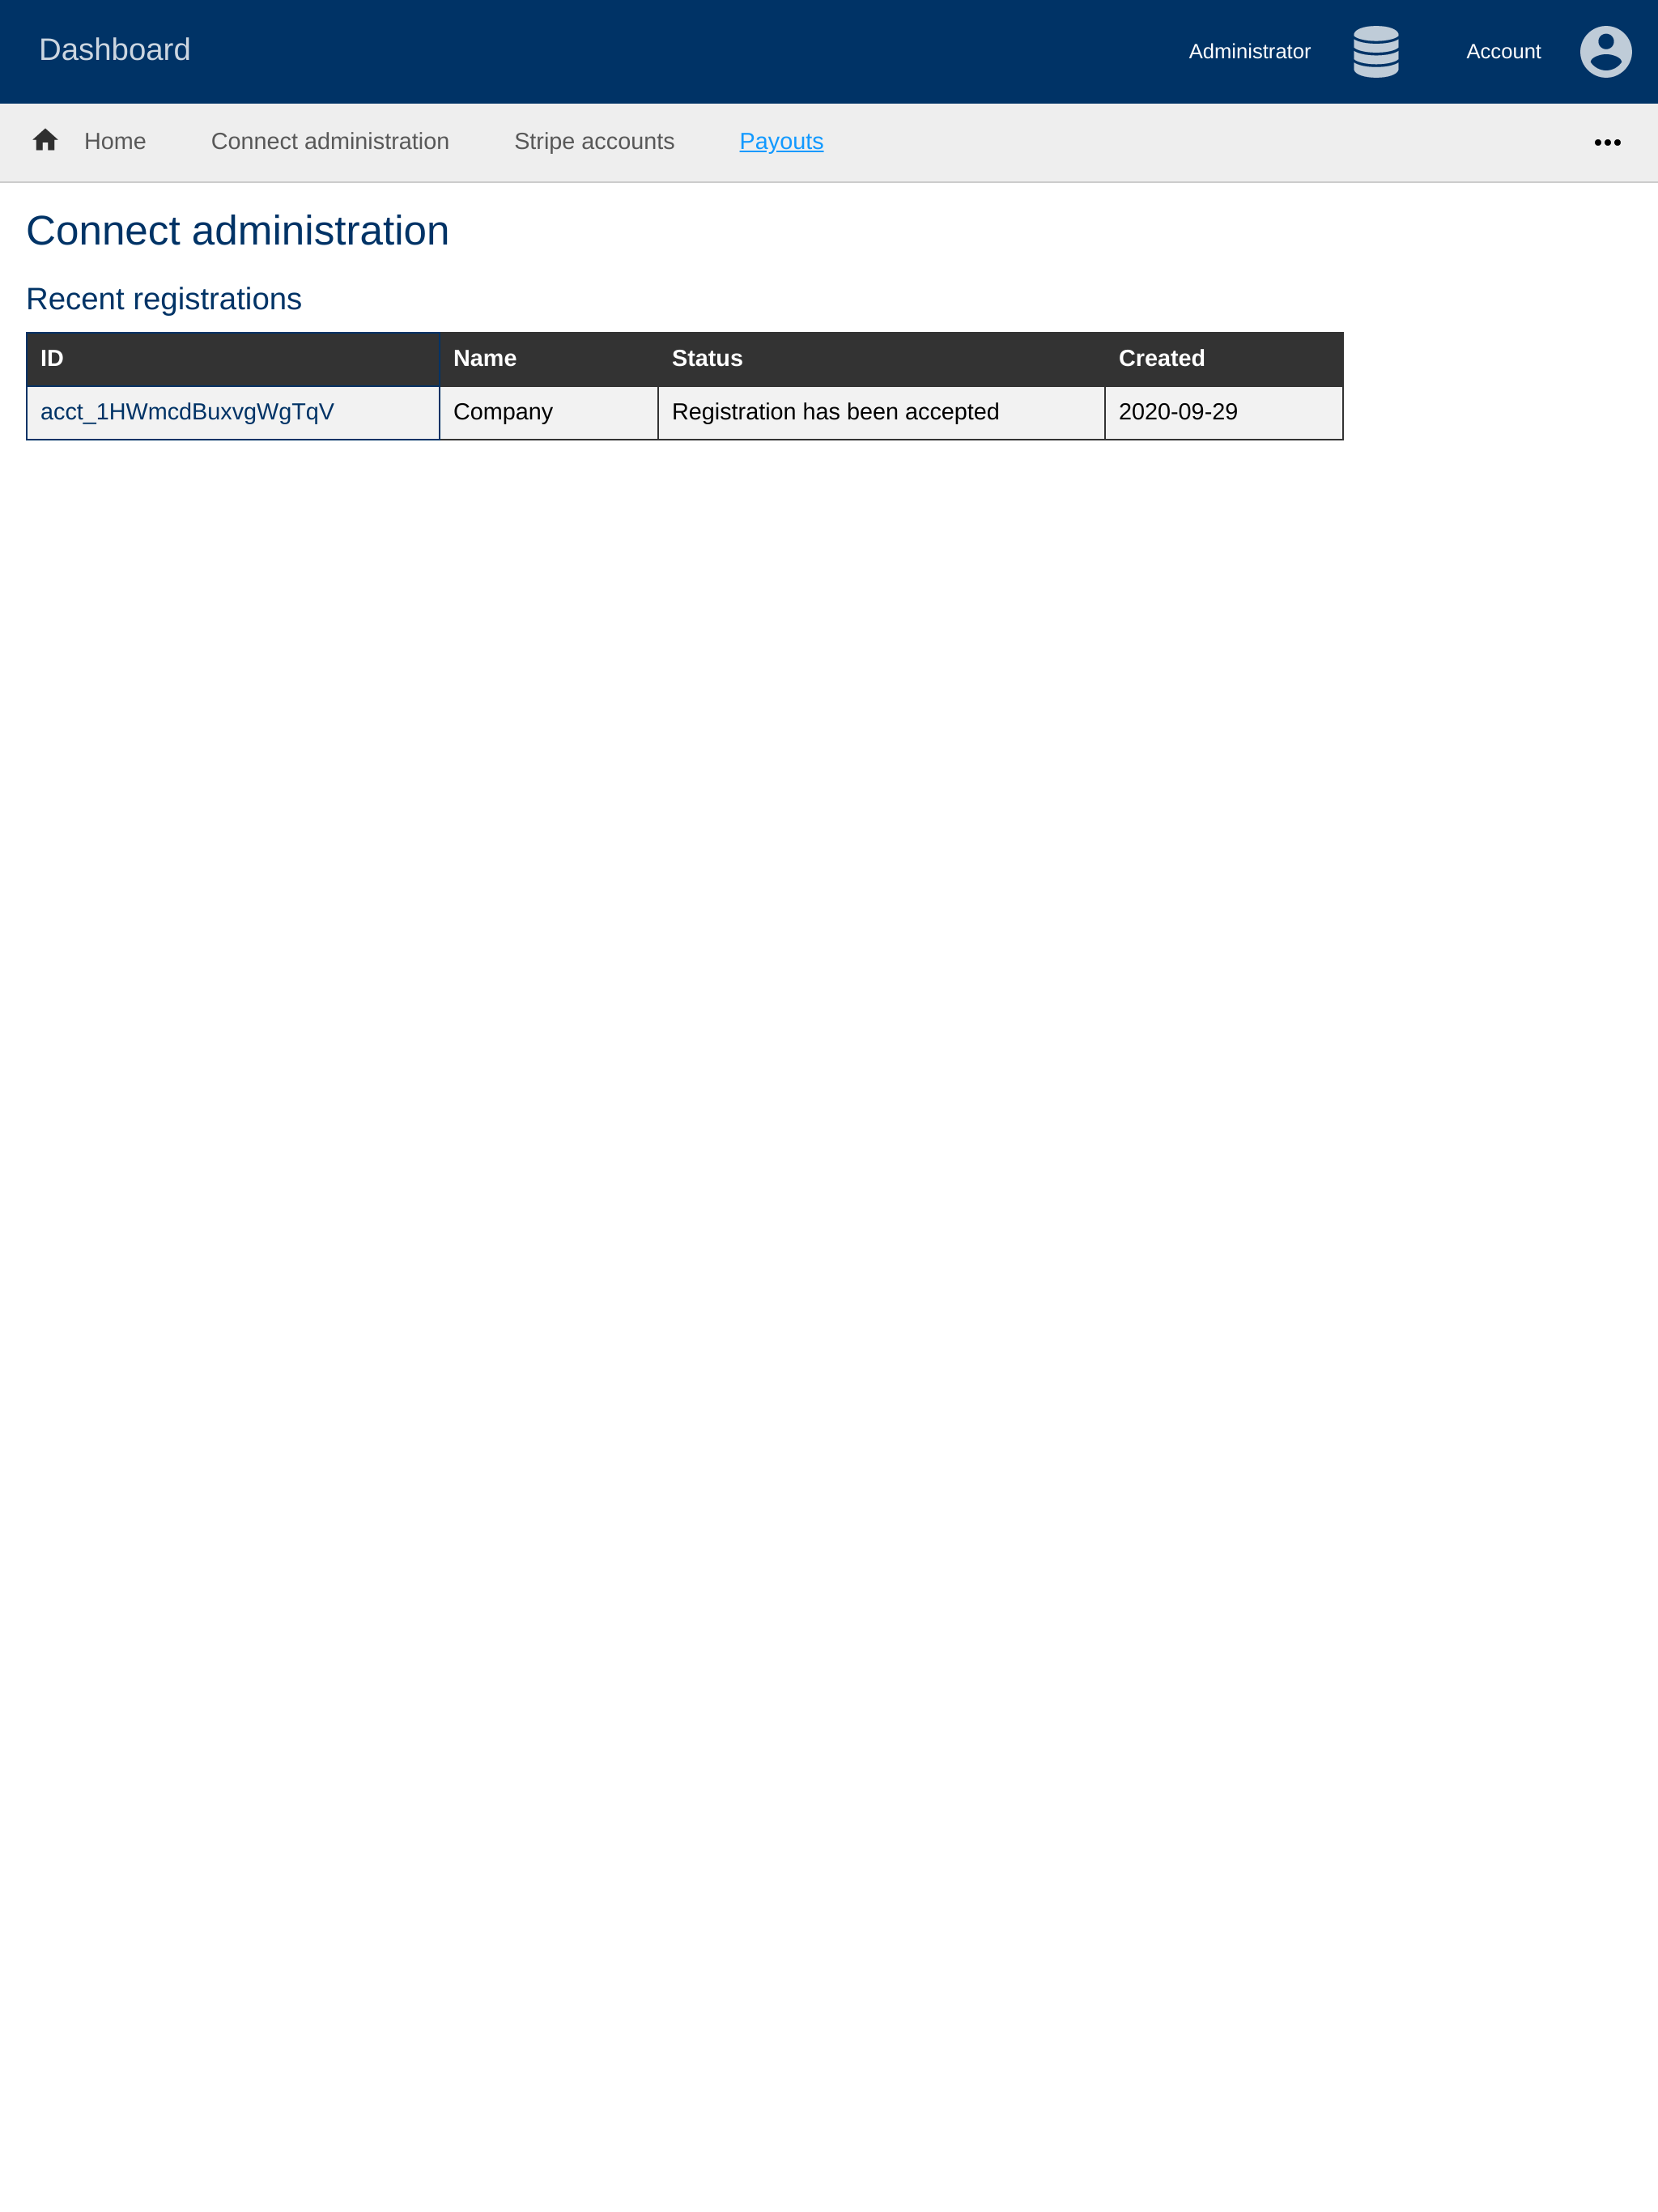 Dashboard Administrator Account
Home Connect administration Stripe accounts Payouts
Connect administration
Recent registrations
ID Name Status Created
acct_1HWmcdBuxvgWgTqV Company Registration has been accepted 2020-09-29